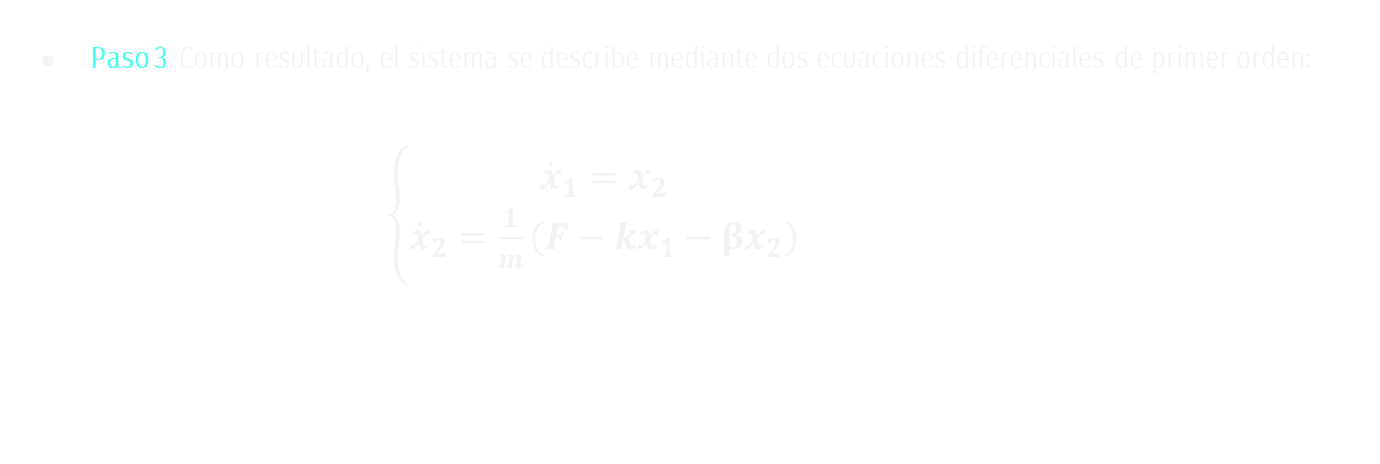 • Paso 3. Como resultado, el sistema se describe mediante dos ecuaciones diferenciales de primer orden:
ẋ₁ = x₂
ẋ₂ = 1/m (F − kx₁ − βx₂)